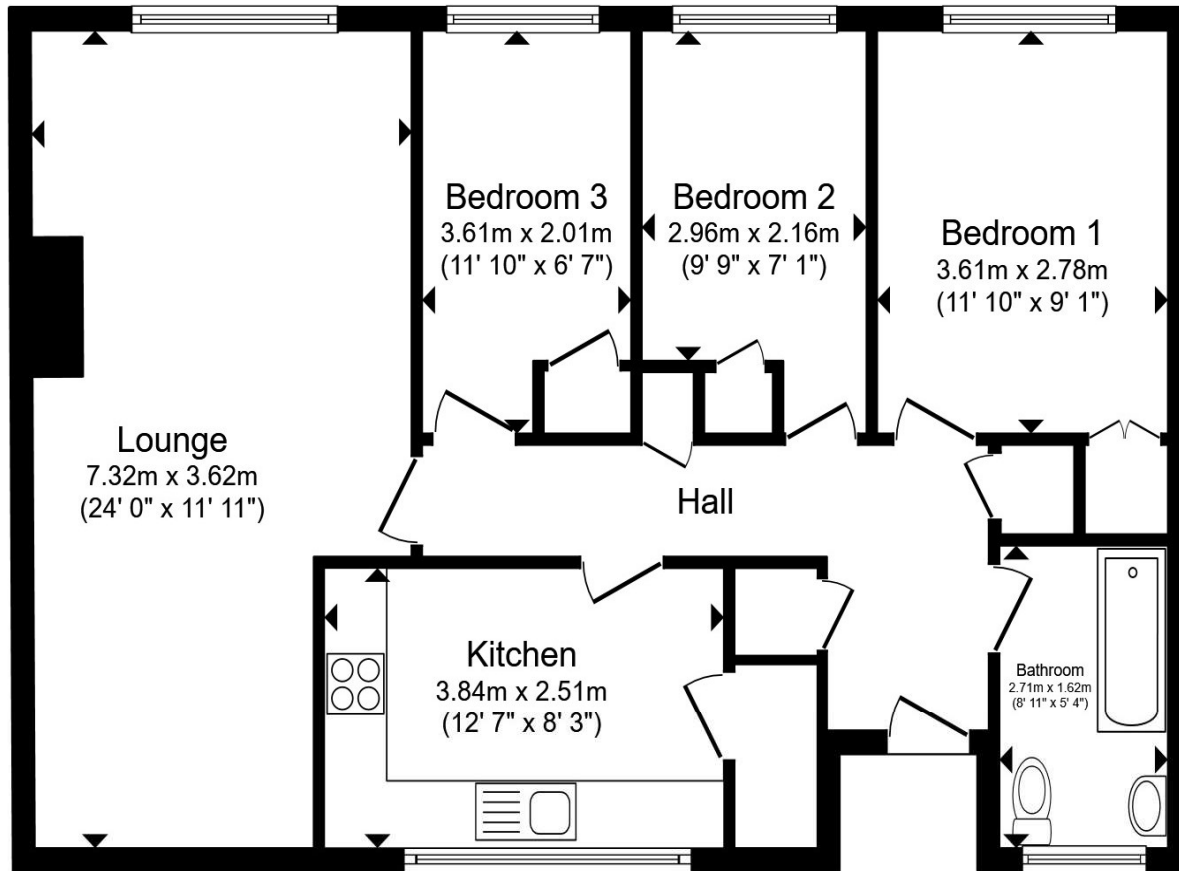 Bedroom 3
3.61m x 2.01m
(11' 10" x 6' 7")
Bedroom 2
2.96m x 2.16m
(9' 9" x 7' 1")
Bedroom 1
3.61m x 2.78m
(11' 10" x 9' 1")
Lounge
7.32m x 3.62m
(24' 0" x 11' 11")
Hall
Kitchen
3.84m x 2.51m
(12' 7" x 8' 3")
Bathroom
2.71m x 1.62m
(8' 11" x 5' 4")